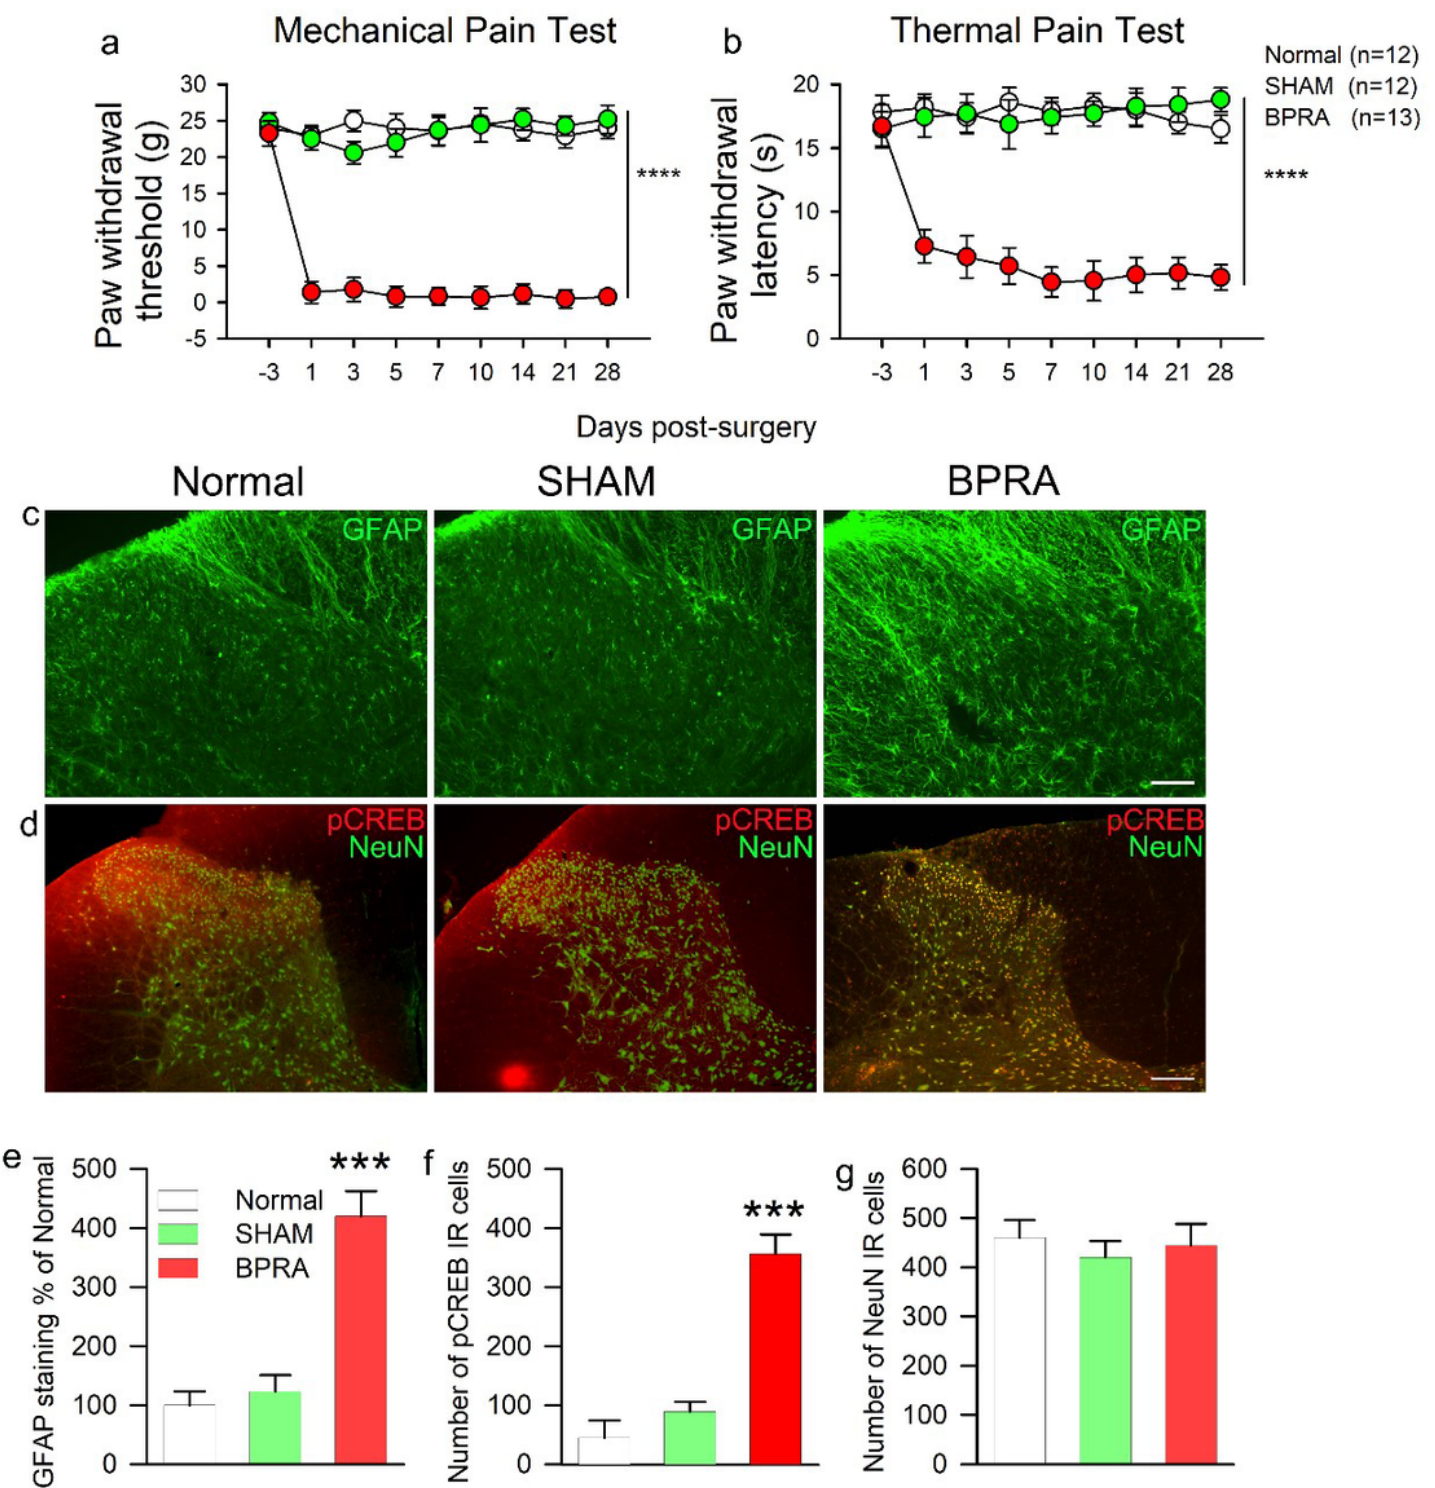 a
Mechanical Pain Test
Paw withdrawal
threshold (g)
30
25
20
15
10
5
0
-5
-3 1 3 5 7 10 14 21 28
****
b
Thermal Pain Test
Paw withdrawal
latency (s)
20
15
10
5
0
-3 1 3 5 7 10 14 21 28
****
Normal (n=12)
SHAM (n=12)
BPRA (n=13)
Days post-surgery
Normal SHAM BPRA
c
GFAP
GFAP
GFAP
d
pCREB
NeuN
pCREB
NeuN
pCREB
NeuN
e
GFAP staining % of Normal
500
400
300
200
100
0
Normal
SHAM
BPRA
***
f
Number of pCREB IR cells
500
400
300
200
100
0
***
g
Number of NeuN IR cells
600
500
400
300
200
100
0